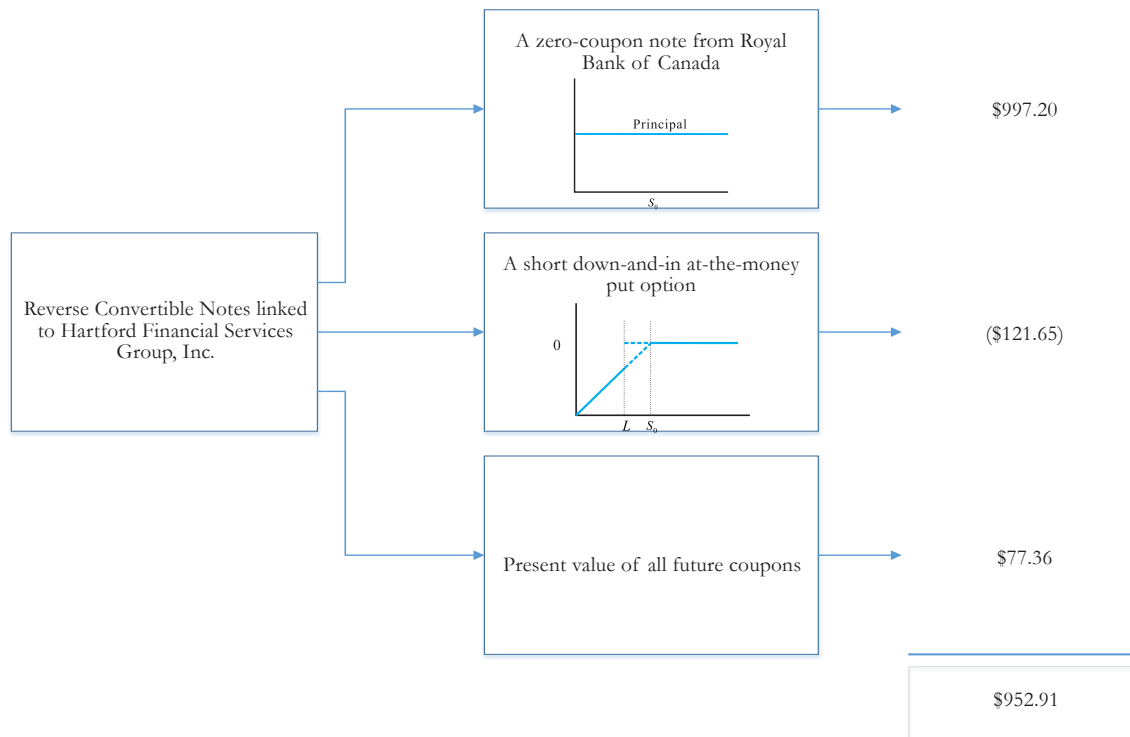 A zero-coupon note from Royal
Bank of Canada
Principal
S₀
$997.20
Reverse Convertible Notes linked
to Hartford Financial Services
Group, Inc.
A short down-and-in at-the-money
put option
0
L S₀
($121.65)
Present value of all future coupons
$77.36
$952.91